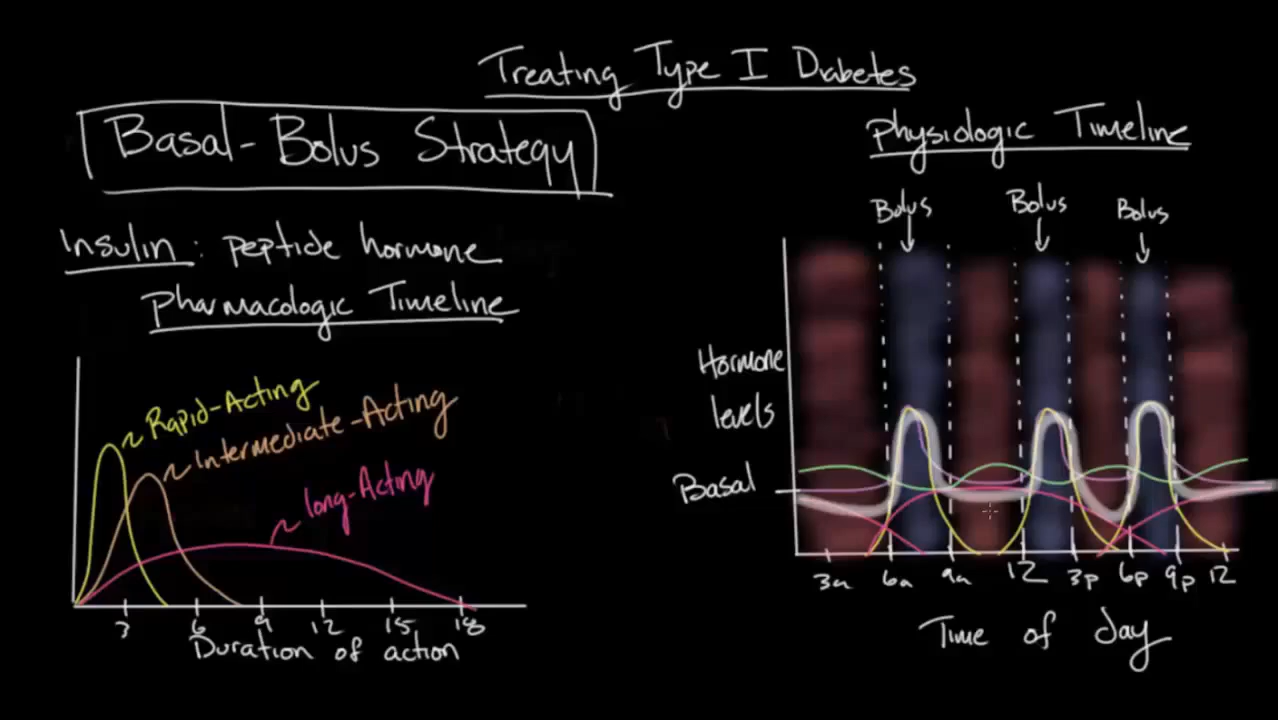 Treating Type I Diabetes
Basal-Bolus Strategy
Insulin: peptide hormone
Pharmacologic Timeline
Rapid-Acting
Intermediate-Acting
long-Acting
3 6 9 12 15 18
Duration of action
Physiologic Timeline
Bolus Bolus Bolus
Hormone
levels
Basal
3a 6a 9a 12 3p 6p 9p 12
Time of day